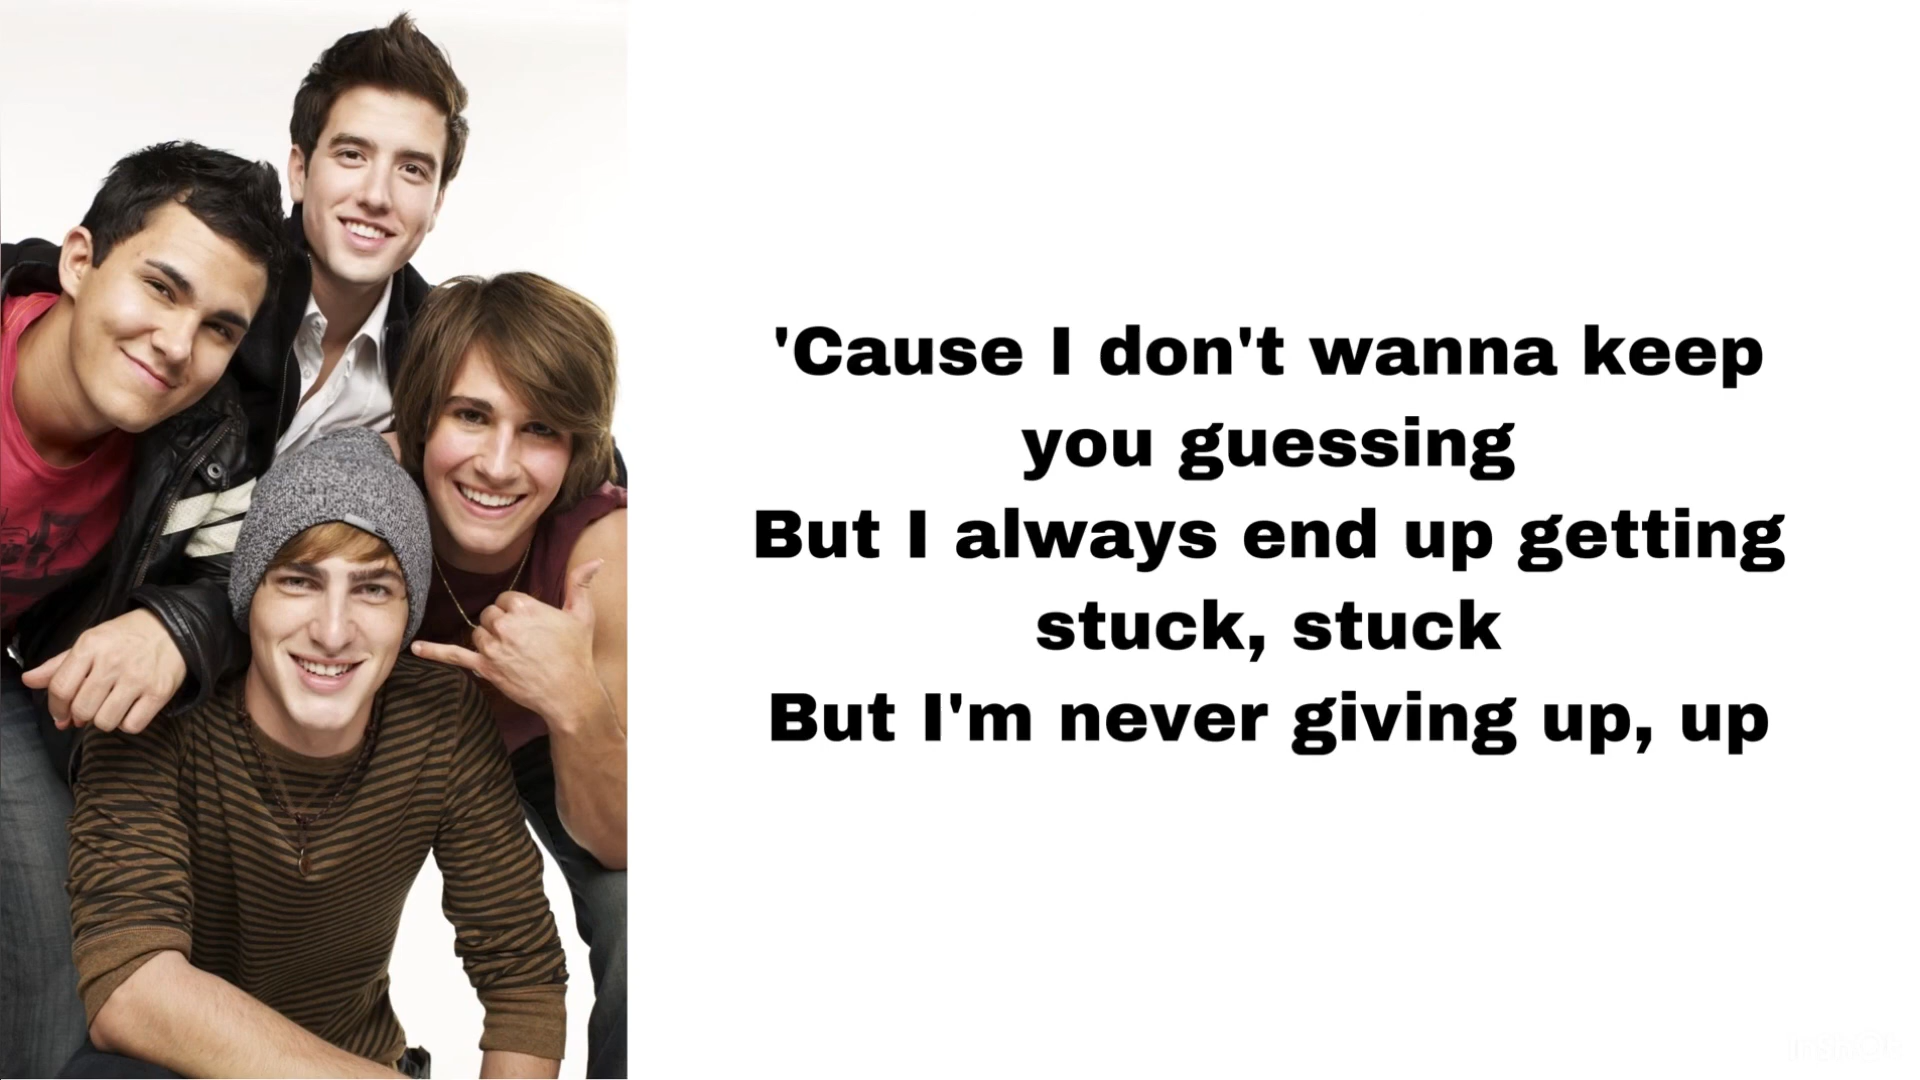 'Cause I don't wanna keep
you guessing
But I always end up getting
stuck, stuck
But I'm never giving up, up